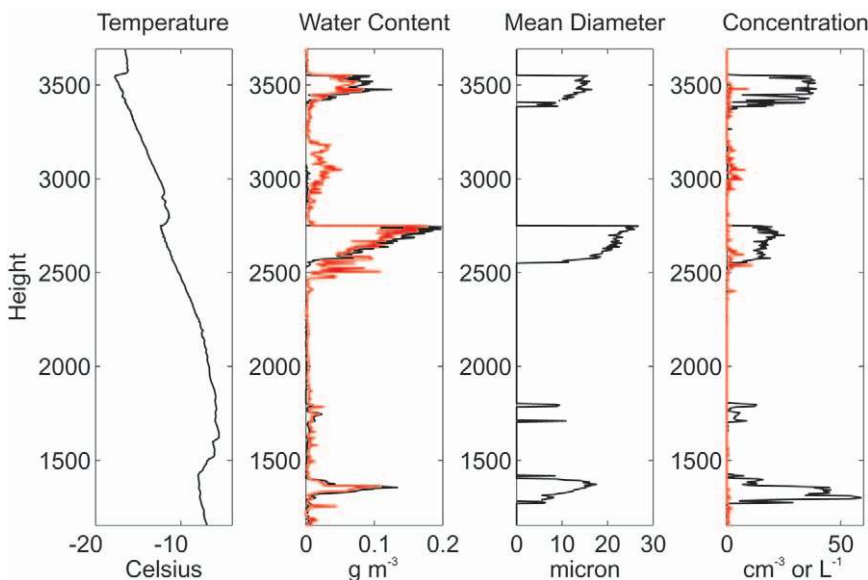 Temperature Water Content Mean Diameter Concentration
3500 3500 3500 3500
3000 3000 3000 3000
2500 2500 2500 2500
2000 2000 2000 2000
1500 1500 1500 1500
Height
-20 -10 0 0.1 0.2 0 10 20 30 0 50
Celsius g m⁻³ micron cm⁻³ or L⁻¹